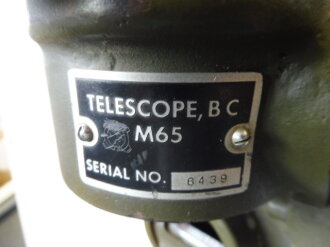 TELESCOPE, B C
M65
SERIAL NO. 6439